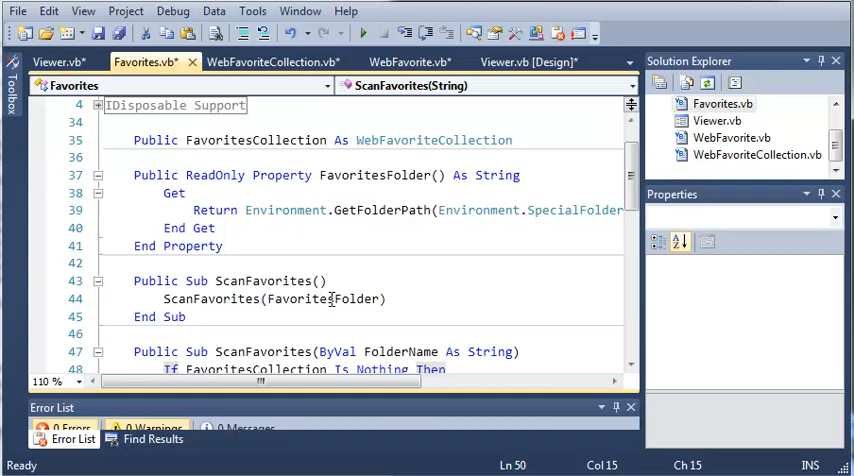 File Edit View Project Debug Data Tools Window Help
Viewer.vb* Favorites.vb* WebFavoriteCollection.vb* WebFavorite.vb* Viewer.vb [Design]*
Toolbox
Favorites ScanFavorites(String)
4 IDisposable Support
34
35 Public FavoritesCollection As WebFavoriteCollection
36
37 Public ReadOnly Property FavoritesFolder() As String
38 Get
39 Return Environment.GetFolderPath(Environment.SpecialFolder
40 End Get
41 End Property
42
43 Public Sub ScanFavorites()
44 ScanFavorites(FavoritesFolder)
45 End Sub
46
47 Public Sub ScanFavorites(ByVal FolderName As String)
48 If FavoritesCollection Is Nothing Then
110 %
Solution Explorer
Favorites.vb
Viewer.vb
WebFavorite.vb
WebFavoriteCollection.vb
Properties
Error List
0 Errors 0 Warnings 0 Messages
Error List Find Results
Ready Ln 50 Col 15 Ch 15 INS